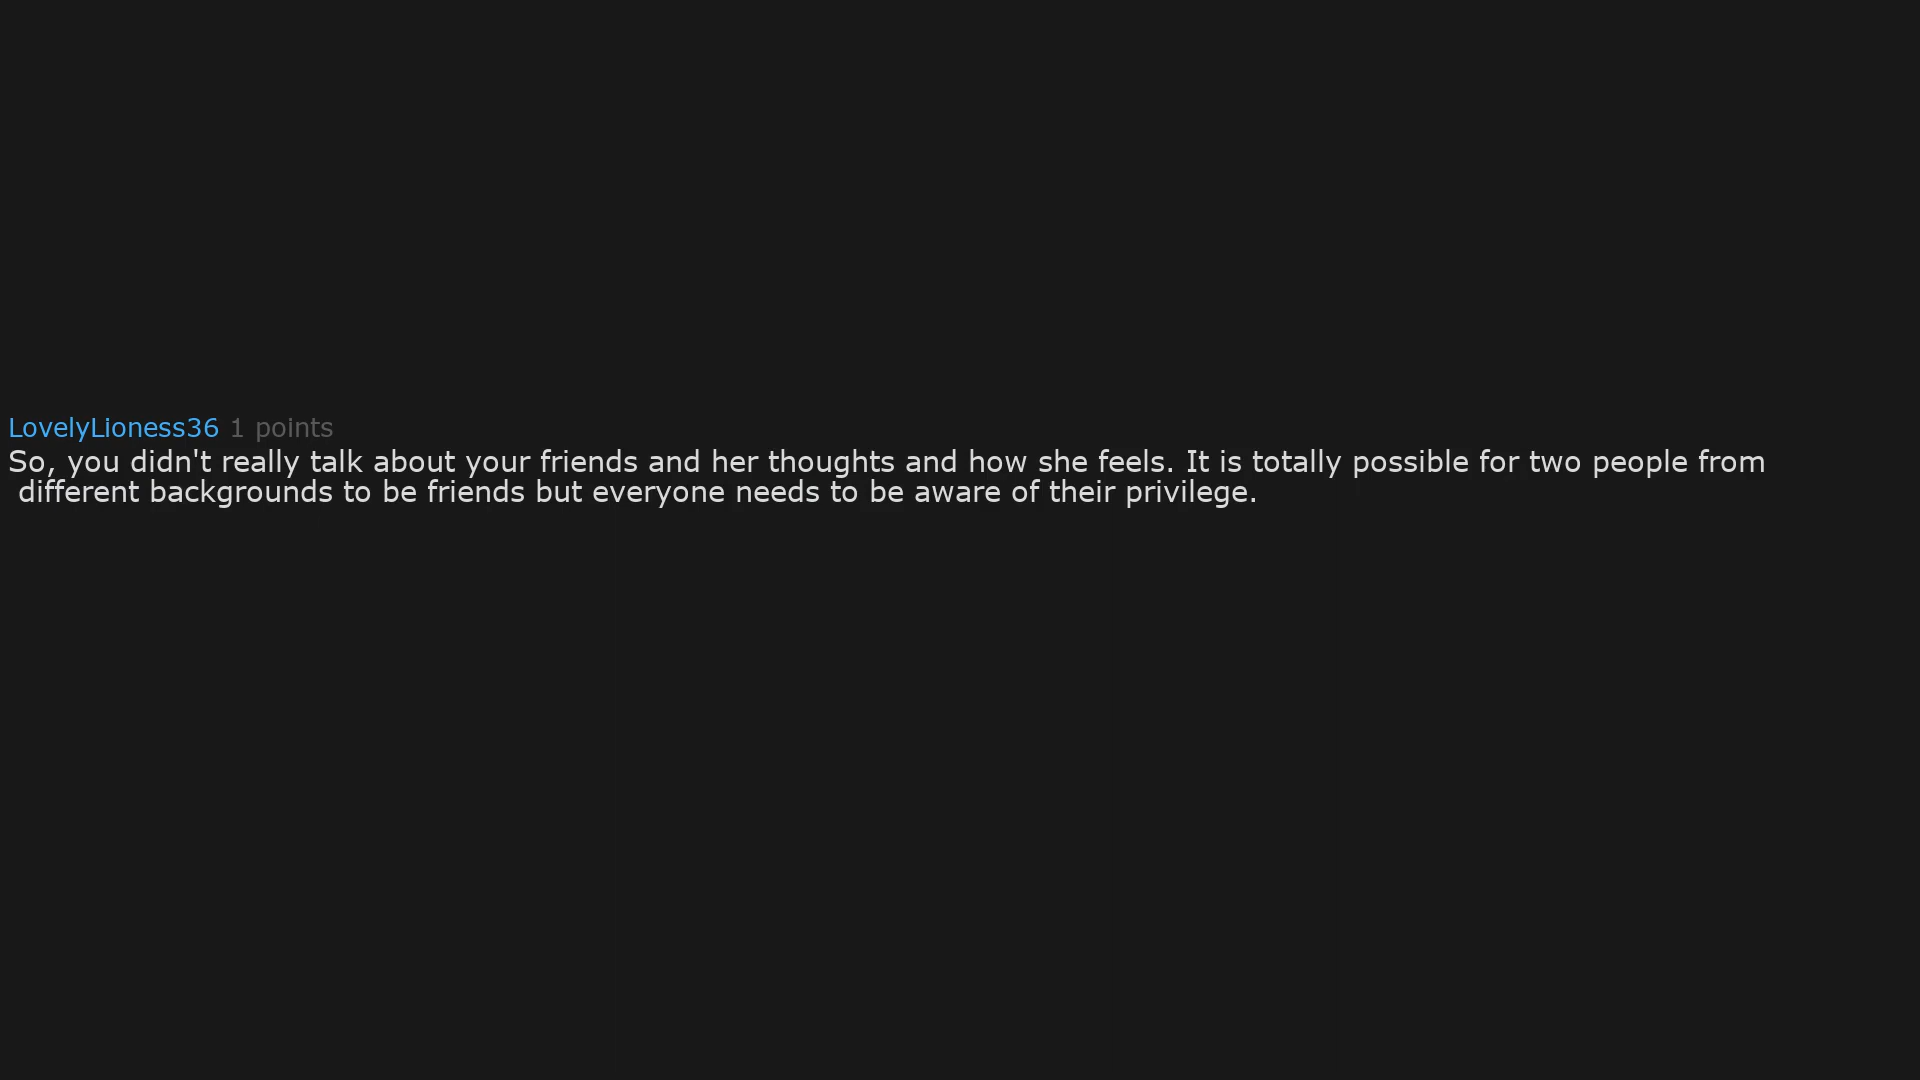 LovelyLioness36 1 points
So, you didn't really talk about your friends and her thoughts and how she feels. It is totally possible for two people from
different backgrounds to be friends but everyone needs to be aware of their privilege.